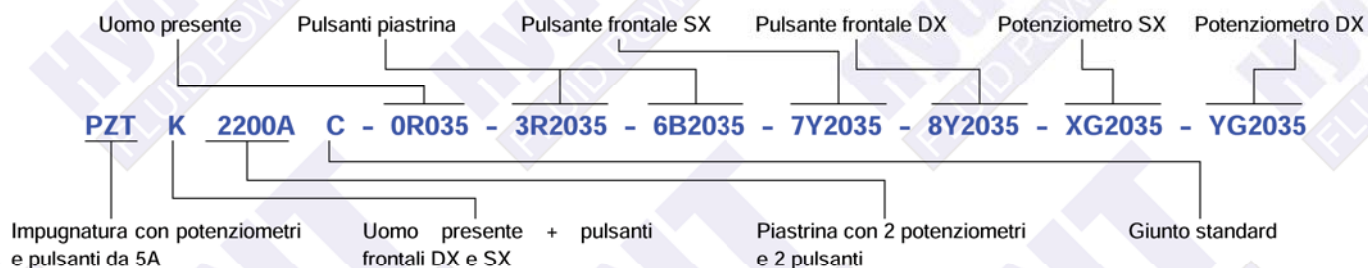 Uomo presente Pulsanti piastrina Pulsante frontale SX Pulsante frontale DX Potenziometro SX Potenziometro DX
PZT K 2200A C - 0R035 - 3R2035 - 6B2035 - 7Y2035 - 8Y2035 - XG2035 - YG2035
Impugnatura con potenziometri
e pulsanti da 5A
Uomo presente + pulsanti
frontali DX e SX
Piastrina con 2 potenziometri
e 2 pulsanti
Giunto standard